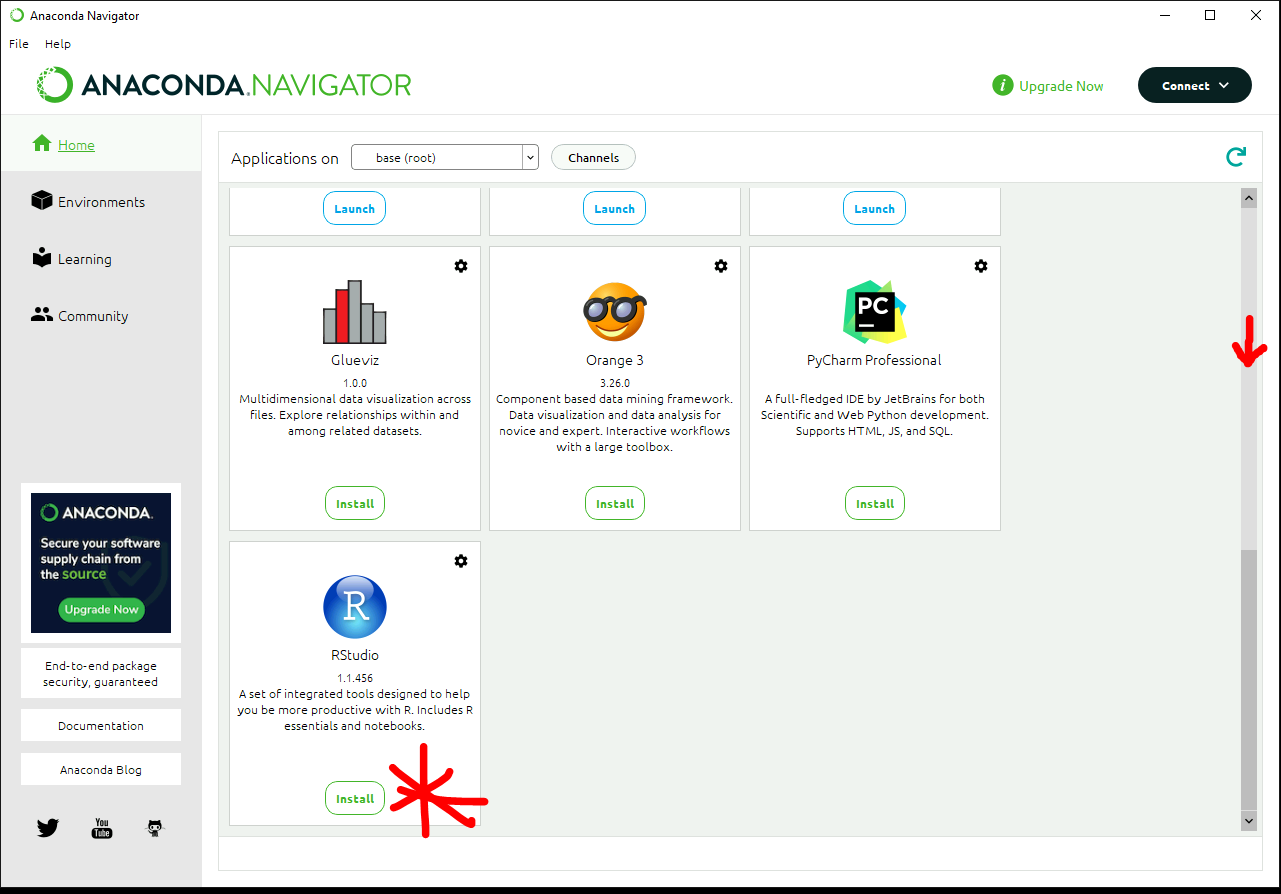 Anaconda Navigator
File Help
ANACONDA.NAVIGATOR
i Upgrade Now
Connect
Home
Environments
Learning
Community
ANACONDA.
Secure your software
supply chain from
the source
Upgrade Now
End-to-end package
security, guaranteed
Documentation
Anaconda Blog
You
Tube
Applications on base (root) Channels
Launch Launch Launch
Glueviz
1.0.0
Multidimensional data visualization across
files. Explore relationships within and
among related datasets.
Install
Orange 3
3.26.0
Component based data mining framework.
Data visualization and data analysis for
novice and expert. Interactive workflows
with a large toolbox.
Install
PC
PyCharm Professional
A full-fledged IDE by JetBrains for both
Scientific and Web Python development.
Supports HTML, JS, and SQL.
Install
R
RStudio
1.1.456
A set of integrated tools designed to help
you be more productive with R. Includes R
essentials and notebooks.
Install